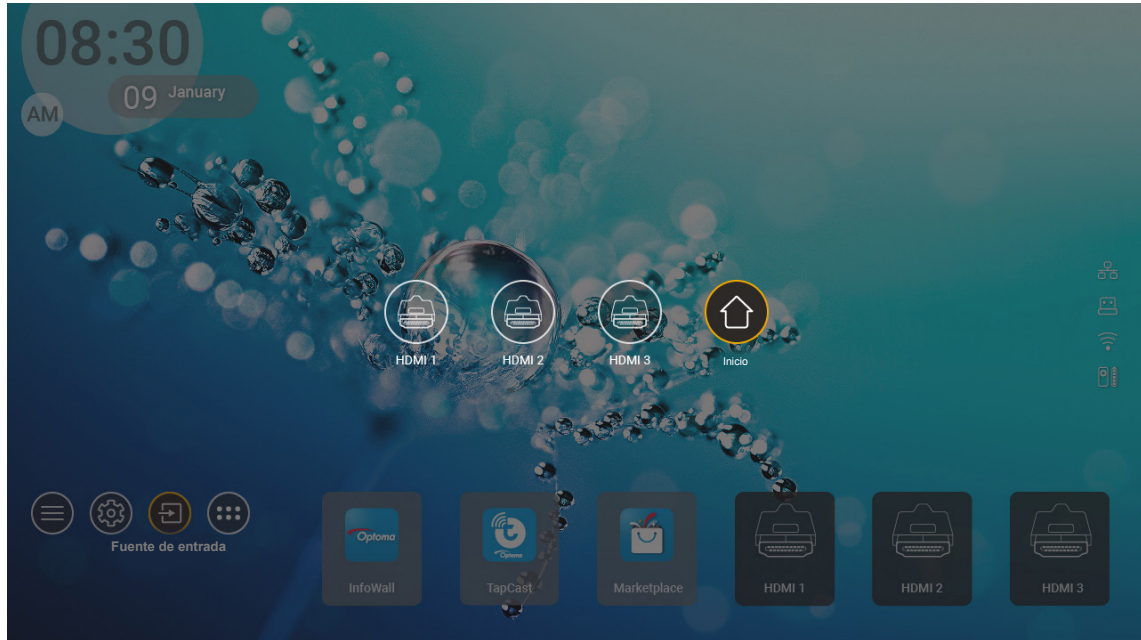 08:30
09 January
AM
HDMI 1
HDMI 2
HDMI 3
Inicio
Fuente de entrada
Optoma
InfoWall
t
Optoma
TapCast
Marketplace
HDMI 1
HDMI 2
HDMI 3